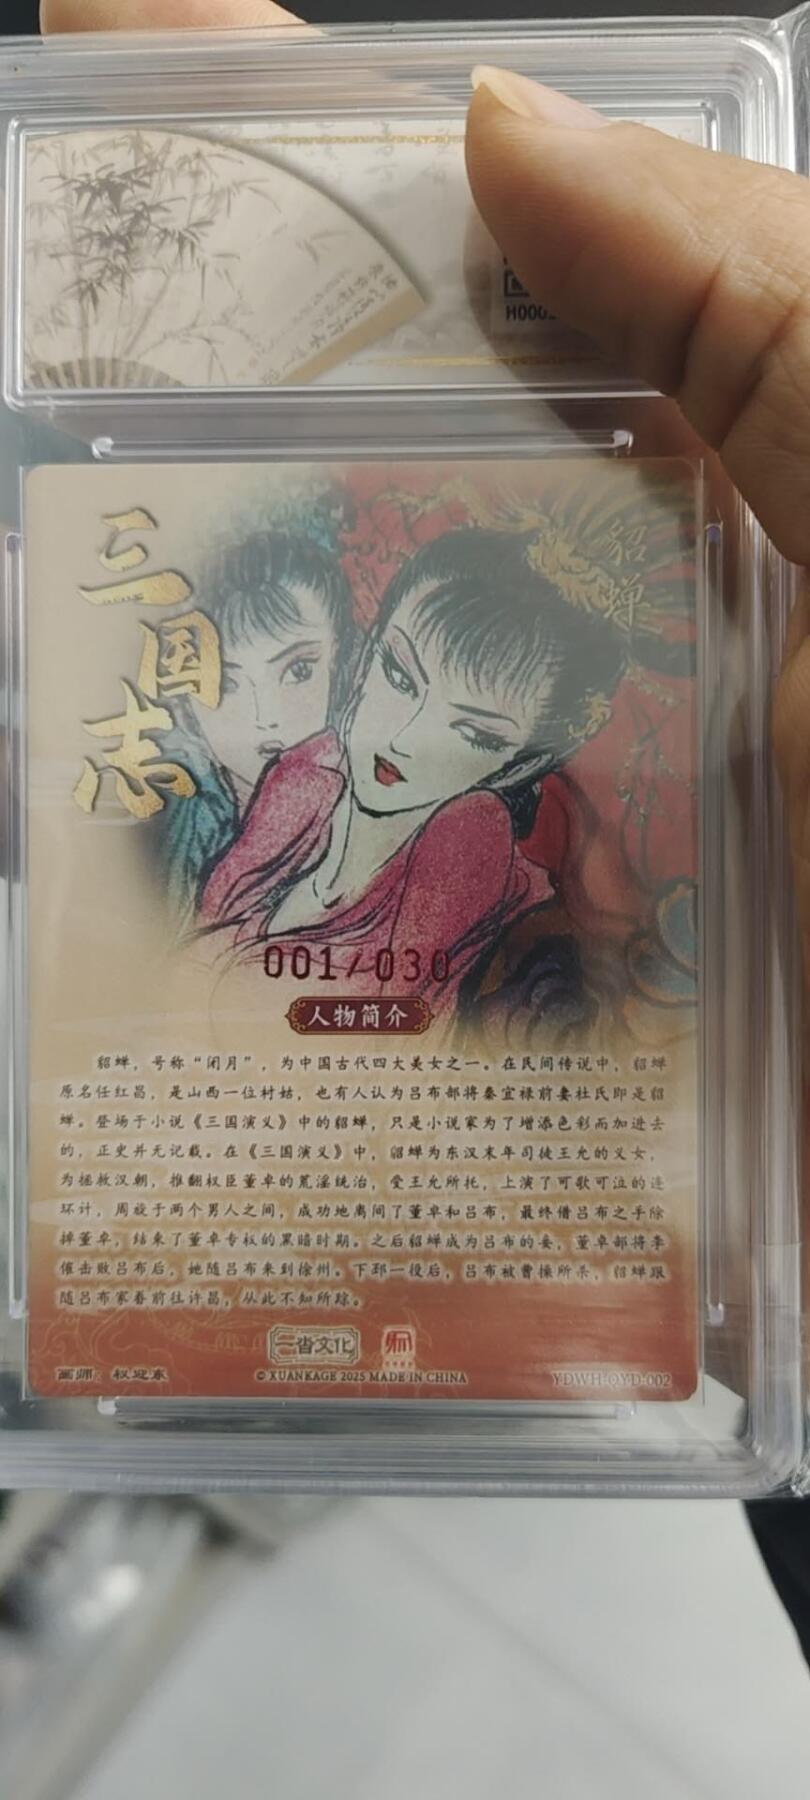 H000
三国志
貂蝉
001/030
人物简介
貂蝉，号称“闭月”，为中国古代四大美女之一。在民间传说中，貂蝉
原名任红昌，是山西一位村姑，也有人认为吕布部将秦宜禄前妻杜氏即是貂
蝉。登场于小说《三国演义》中的貂蝉，只是小说家为了增添色彩而加进去
的，正史并无记载。在《三国演义》中，貂蝉为东汉末年司徒王允的义女，
为拯救汉朝，推翻权臣董卓的荒淫统治，受王允所托，上演了可歌可泣的连
环计，周旋于两个男人之间，成功地离间了董卓和吕布，最终借吕布之手除
掉董卓，结束了董卓专权的黑暗时期。之后貂蝉成为吕布的妾，董卓部将李
傕击败吕布后，她随吕布来到徐州。下邳一役后，吕布被曹操所杀，貂蝉跟
随吕布家眷前往许昌，从此不知所踪。
一沓文化
画师：权迎东
© XUANKAGE 2025 MADE IN CHINA
YDWH-QYD-002